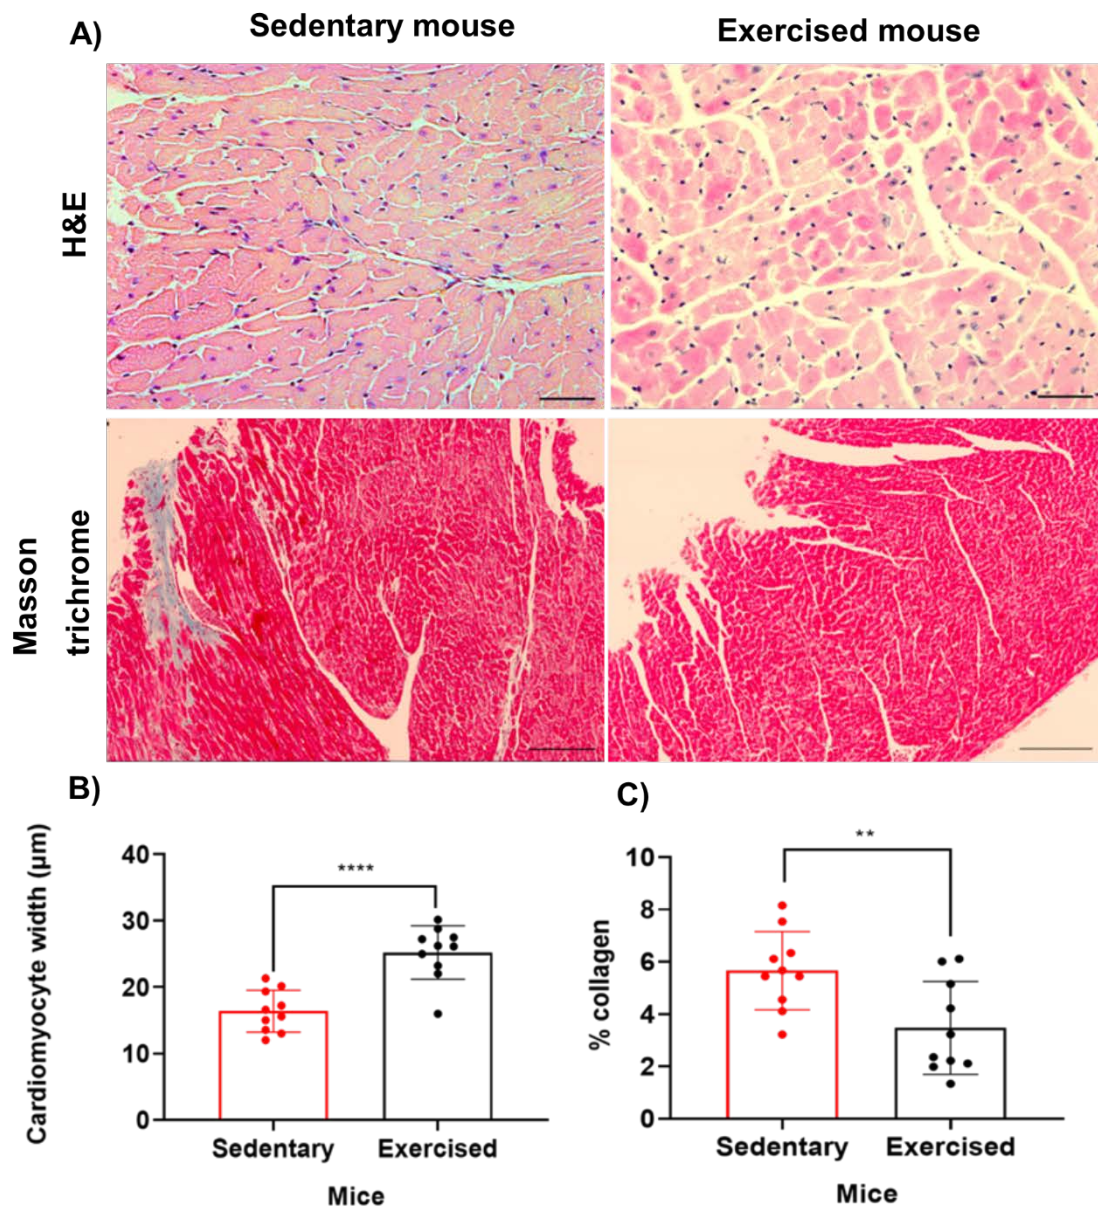 A)
Sedentary mouse
Exercised mouse
H&E
Masson
trichrome
B)
Cardiomyocyte width (μm)
40
30
20
10
0
****
Sedentary
Exercised
Mice
C)
% collagen
10
8
6
4
2
0
**
Sedentary
Exercised
Mice